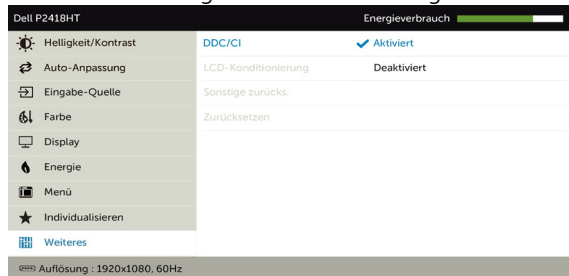 Dell P2418HT
Energieverbrauch
Helligkeit/Kontrast
DDC/CI
Aktiviert
Auto-Anpassung
LCD-Konditionierung
Deaktiviert
Eingabe-Quelle
Sonstige zurücks.
Farbe
Zurücksetzen
Display
Energie
Menü
Individualisieren
Weiteres
Auflösung : 1920x1080, 60Hz